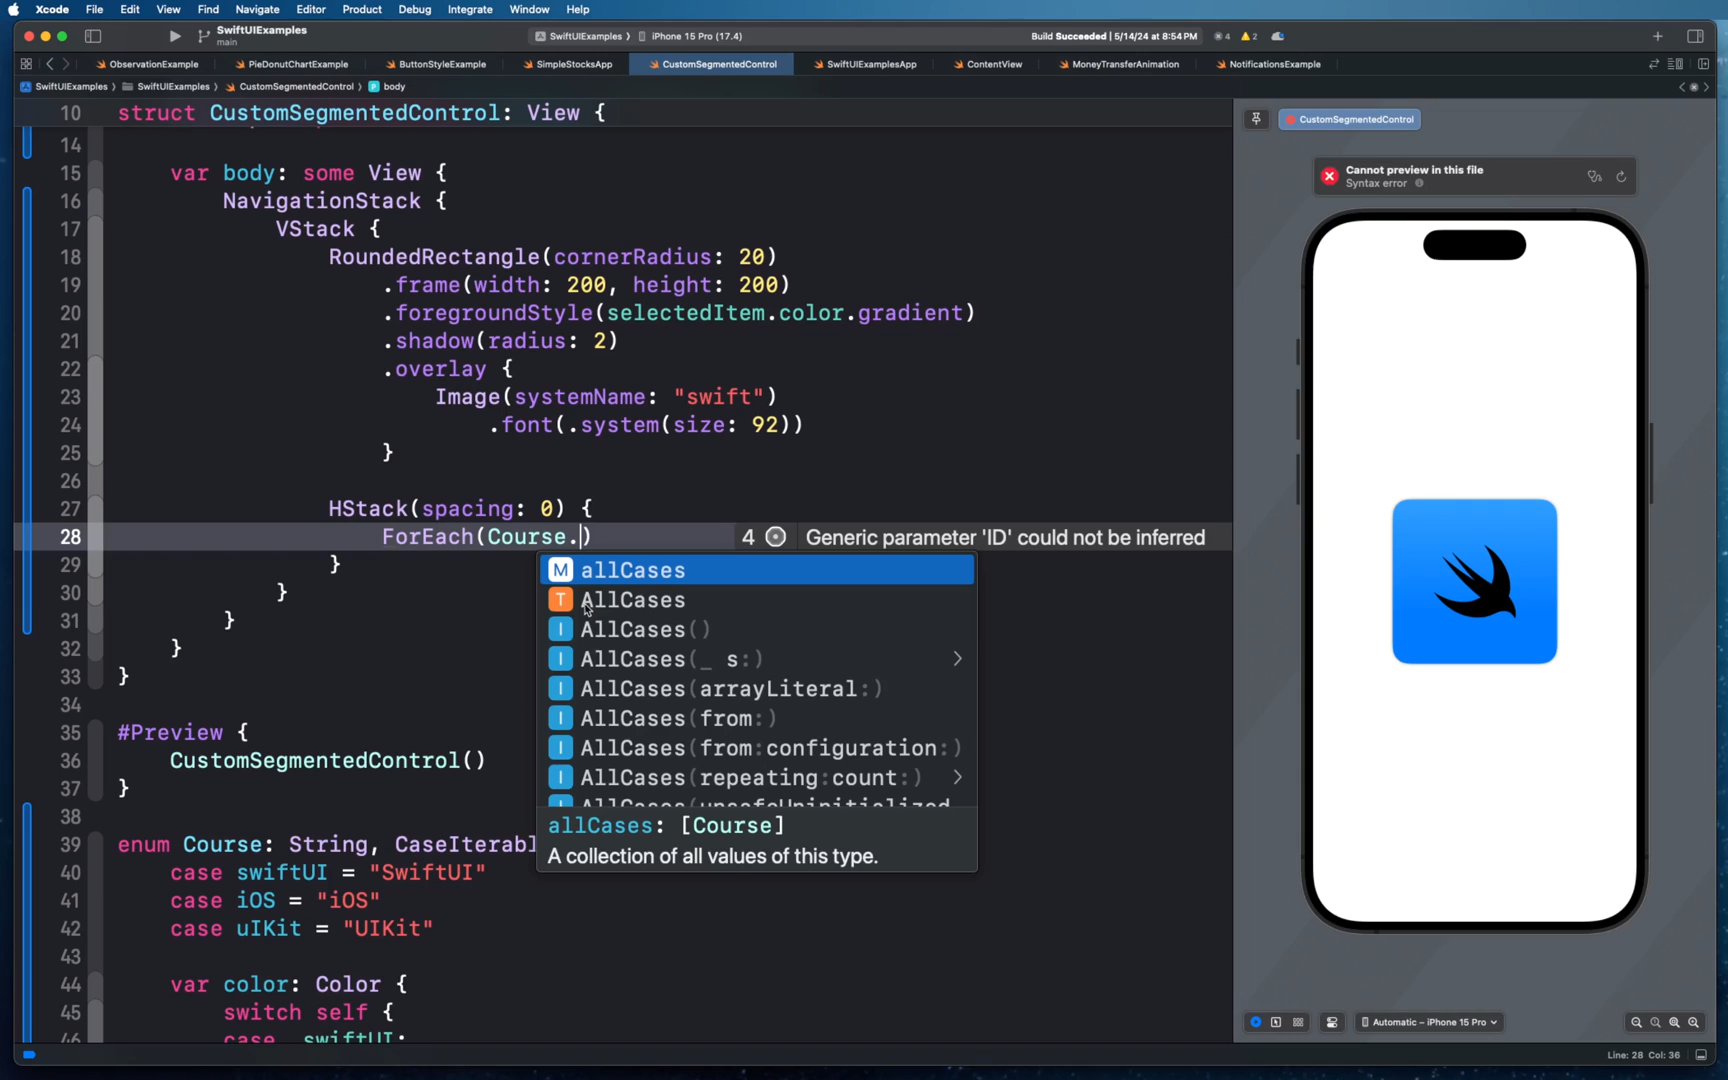 Xcode File Edit View Find Navigate Editor Product Debug Integrate Window Help
SwiftUIExamples
main
SwiftUIExamples iPhone 15 Pro (17.4)
Build Succeeded | 5/14/24 at 8:54 PM 4 2
ObservationExample PieDonutChartExample ButtonStyleExample SimpleStocksApp CustomSegmentedControl SwiftUIExamplesApp ContentView MoneyTransferAnimation NotificationsExample
SwiftUIExamples SwiftUIExamples CustomSegmentedControl body
10 struct CustomSegmentedControl: View {
14
15 var body: some View {
16 NavigationStack {
17 VStack {
18 RoundedRectangle(cornerRadius: 20)
19 .frame(width: 200, height: 200)
20 .foregroundStyle(selectedItem.color.gradient)
21 .shadow(radius: 2)
22 .overlay {
23 Image(systemName: "swift")
24 .font(.system(size: 92))
25 }
26
27 HStack(spacing: 0) {
28 ForEach(Course.) 4 Generic parameter 'ID' could not be inferred
29 }
30 }
31 }
32 }
33 }
34
35 #Preview {
36 CustomSegmentedControl()
37 }
38
39 enum Course: String, CaseIterabl
40 case swiftUI = "SwiftUI"
41 case iOS = "iOS"
42 case uIKit = "UIKit"
43
44 var color: Color {
45 switch self {
46 case .swiftUI:
M allCases
T AllCases
I AllCases()
I AllCases(_ s:)
I AllCases(arrayLiteral:)
I AllCases(from:)
I AllCases(from:configuration:)
I AllCases(repeating:count:)
I AllCases(unsafeUninitialized
allCases: [Course]
A collection of all values of this type.
CustomSegmentedControl
Cannot preview in this file
Syntax error
Automatic – iPhone 15 Pro
Line: 28 Col: 36